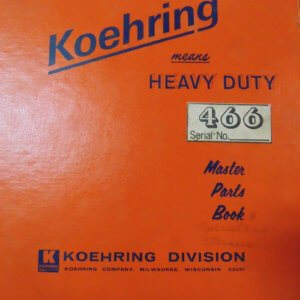 Koehring
means
HEAVY DUTY
466
Serial No.
Master
Parts
Book
K KOEHRING DIVISION
KOEHRING COMPANY, MILWAUKEE, WISCONSIN 53201